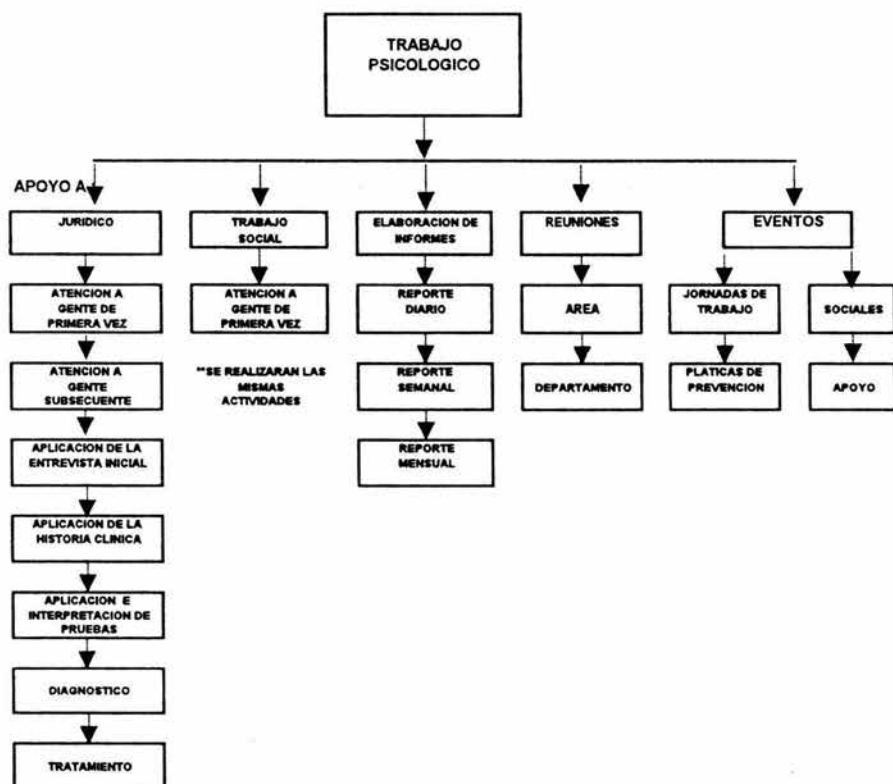 TRABAJO
PSICOLOGICO
APOYO A
JURIDICO
ATENCION A
GENTE DE
PRIMERA VEZ
ATENCION A
GENTE
SUBSECUENTE
APLICACION DE LA
ENTREVISTA INICIAL
APLICACION DE LA
HISTORIA CLINICA
APLICACION E
INTERPRETACION DE
PRUEBAS
DIAGNOSTICO
TRATAMIENTO
TRABAJO
SOCIAL
ATENCION A
GENTE DE
PRIMERA VEZ
**SE REALIZARAN LAS
MISMAS
ACTIVIDADES
ELABORACION DE
INFORMES
REPORTE
DIARIO
REPORTE
SEMANAL
REPORTE
MENSUAL
REUNIONES
AREA
DEPARTAMENTO
EVENTOS
JORNADAS DE
TRABAJO
PLATICAS DE
PREVENCION
SOCIALES
APOYO